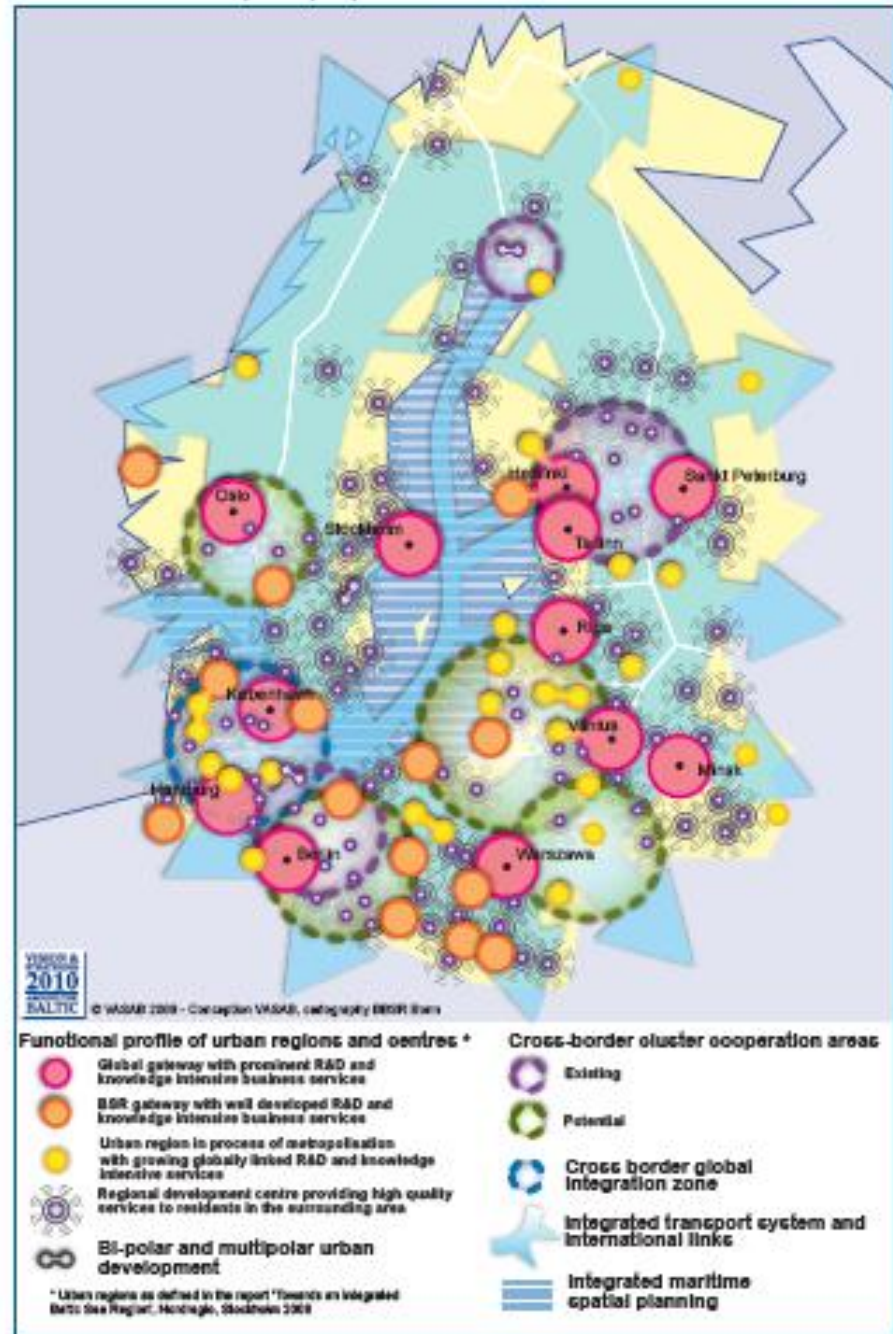 Oslo
Stockholm
Helsinki
Sankt Peterburg
Tallinn
Riga
København
Vilnius
Minsk
Hamburg
Berlin
Warszawa
VISION &
2010
BALTIC
© VASAB 2009 - Conception VASAB, cartography BBSR Bonn
Functional profile of urban regions and centres *
Global gateway with prominent R&D and
knowledge intensive business services
BSR gateway with well developed R&D and
knowledge intensive business services
Urban region in process of metropolisation
with growing globally linked R&D and knowledge
intensive services
Regional development centre providing high quality
services to residents in the surrounding area
Bi-polar and multipolar urban
development
* Urban regions as defined in the report 'Towards an integrated
Baltic Sea Region', Nordregio, Stockholm 2009
Cross-border cluster cooperation areas
Existing
Potential
Cross border global
integration zone
Integrated transport system and
international links
Integrated maritime
spatial planning